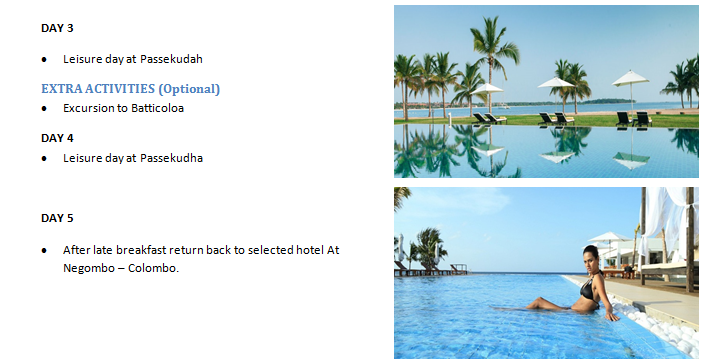 DAY 3
• Leisure day at Passekudah
EXTRA ACTIVITIES (Optional)
• Excursion to Batticoloa
DAY 4
• Leisure day at Passekudha
DAY 5
• After late breakfast return back to selected hotel At
Negombo – Colombo.